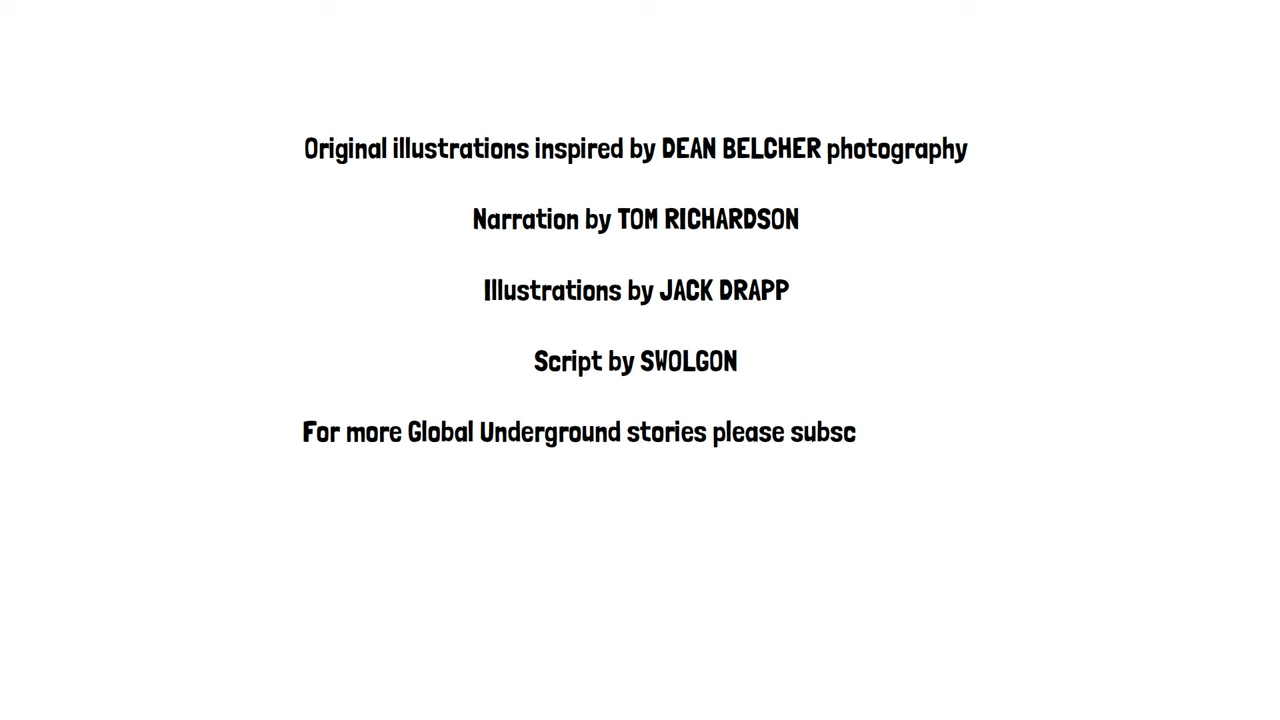 Original illustrations inspired by DEAN BELCHER photography
Narration by TOM RICHARDSON
Illustrations by JACK DRAPP
Script by SWOLGON
For more Global Underground stories please subsc